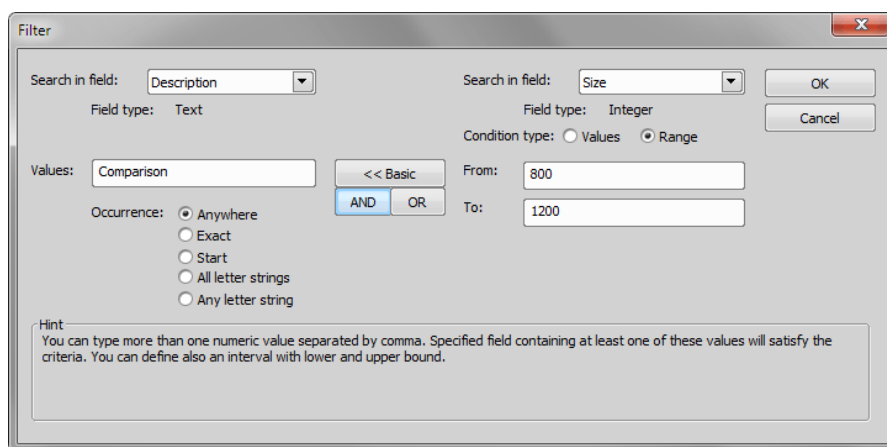 Filter
Search in field: Description
Search in field: Size
OK
Field type: Text
Field type: Integer
Cancel
Condition type: Values Range
Values: Comparison
<< Basic
From: 800
AND OR
To: 1200
Occurrence: Anywhere
Exact
Start
All letter strings
Any letter string
Hint
You can type more than one numeric value separated by comma. Specified field containing at least one of these values will satisfy the
criteria. You can define also an interval with lower and upper bound.